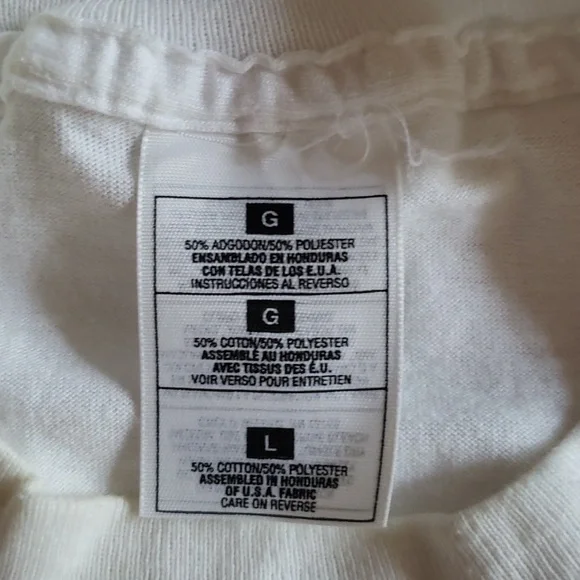 G
50% ADGODON/50% POLIESTER
ENSANBLADO EN HONDURAS
CON TELAS DE LOS E.U.A.
INSTRUCCIONES AL REVERSO
G
50% COTON/50% POLYESTER
ASSEMBLÉ AU HONDURAS
AVEC TISSUS DES É.U.
VOIR VERSO POUR ENTRETIEN
L
50% COTTON/50% POLYESTER
ASSEMBLED IN HONDURAS
OF U.S.A. FABRIC
CARE ON REVERSE